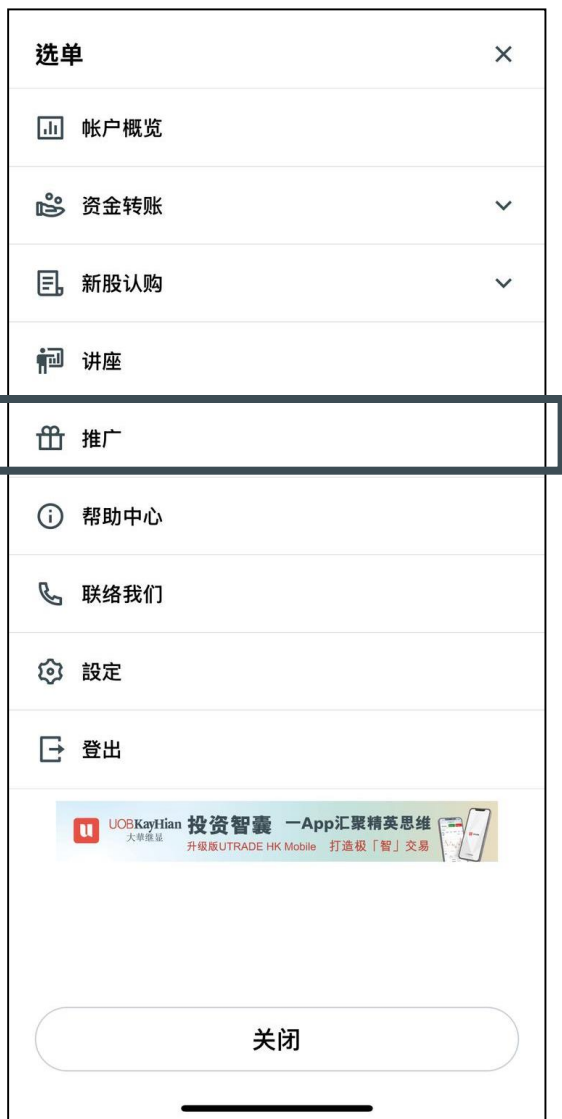 选单
帐户概览
资金转账
新股认购
讲座
推广
帮助中心
联络我们
設定
登出
UOBKayHian
大華继显
投资智囊 一App汇聚精英思维
升级版UTRADE HK Mobile 打造极「智」交易
关闭